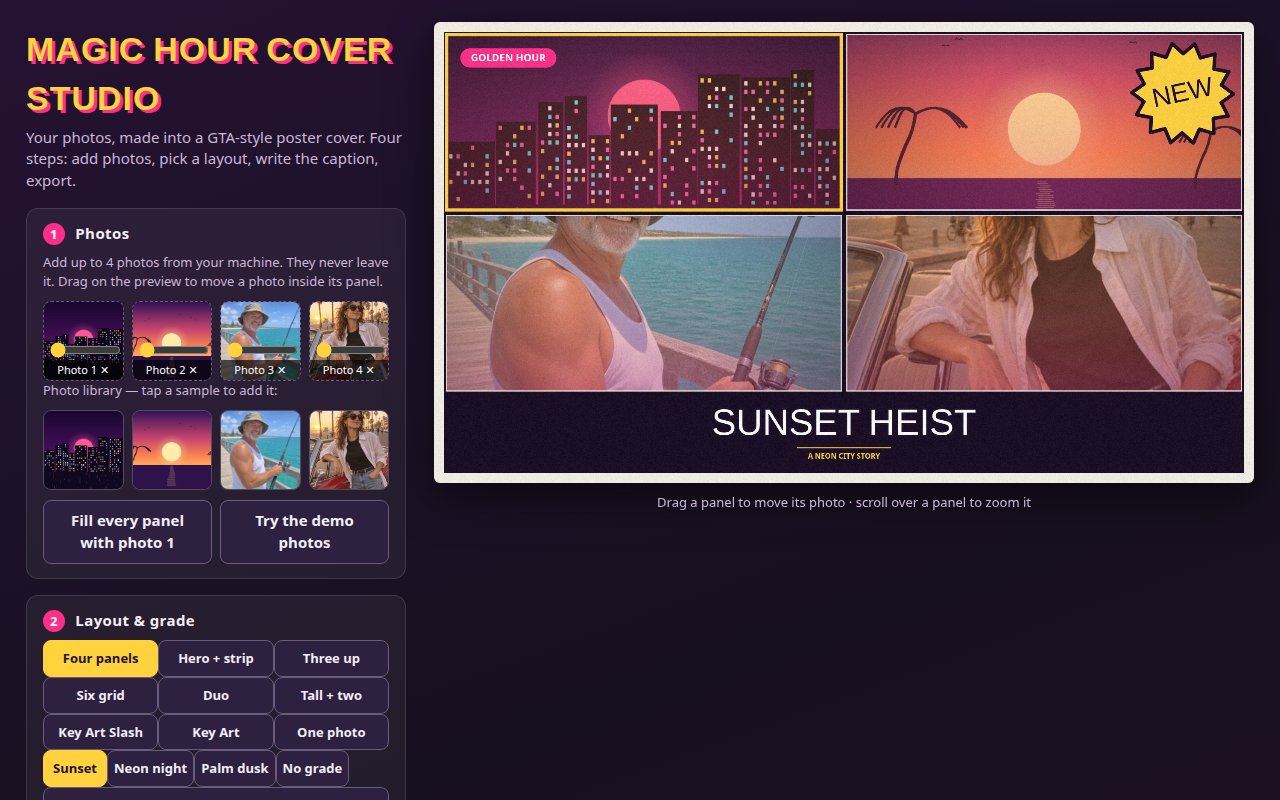 MAGIC HOUR COVER
STUDIO
Your photos, made into a GTA-style poster cover. Four
steps: add photos, pick a layout, write the caption,
export.
1 Photos
Add up to 4 photos from your machine. They never leave
it. Drag on the preview to move a photo inside its panel.
Photo 1 ✕ Photo 2 ✕ Photo 3 ✕ Photo 4 ✕
Photo library — tap a sample to add it:
Fill every panel
with photo 1
Try the demo
photos
2 Layout & grade
Four panels Hero + strip Three up
Six grid Duo Tall + two
Key Art Slash Key Art One photo
Sunset Neon night Palm dusk No grade
GOLDEN HOUR
NEW
SUNSET HEIST
A NEON CITY STORY
Drag a panel to move its photo · scroll over a panel to zoom it